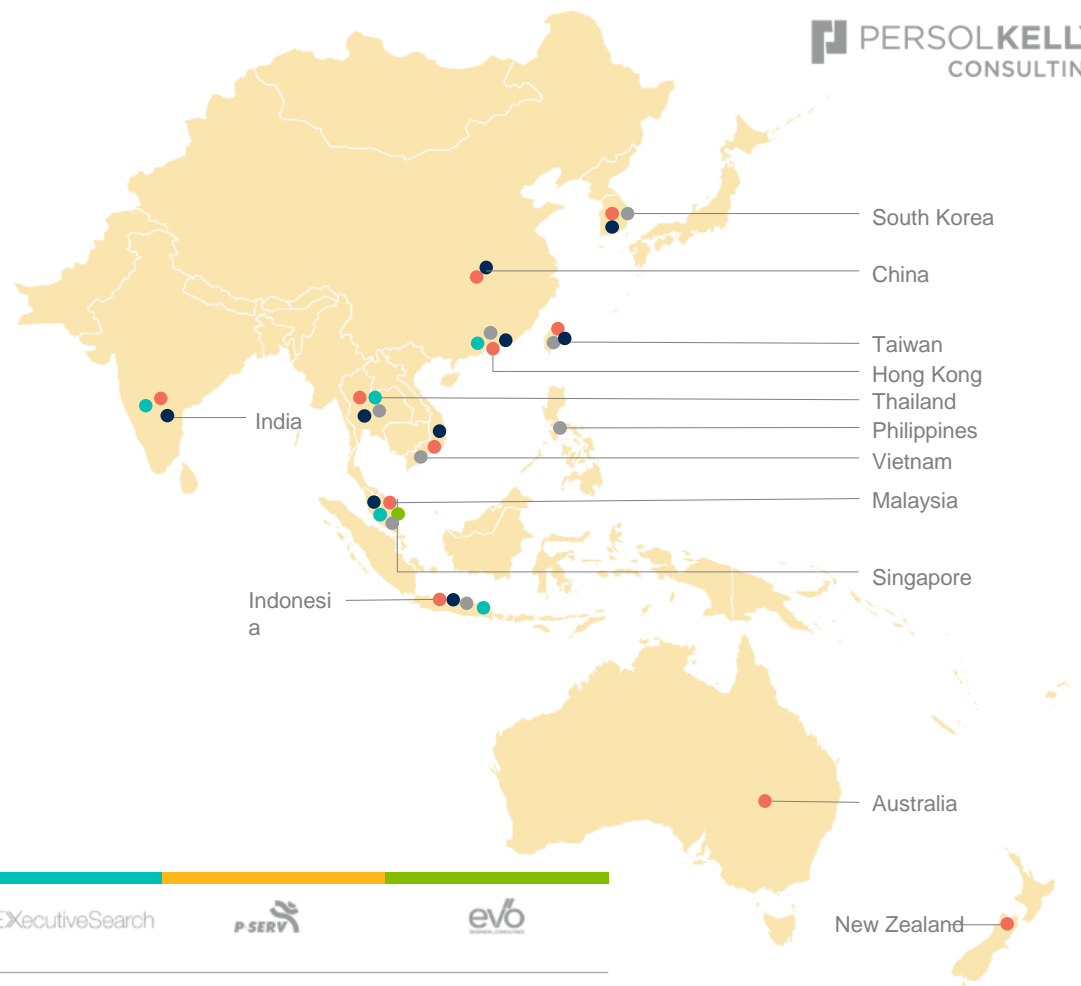 PERSOLKELLY
CONSULTIN
South Korea
China
Taiwan
Hong Kong
Thailand
India
Philippines
Vietnam
Malaysia
Singapore
Indonesi
a
Australia
EXecutiveSearch
P-SERV
evo
New Zealand